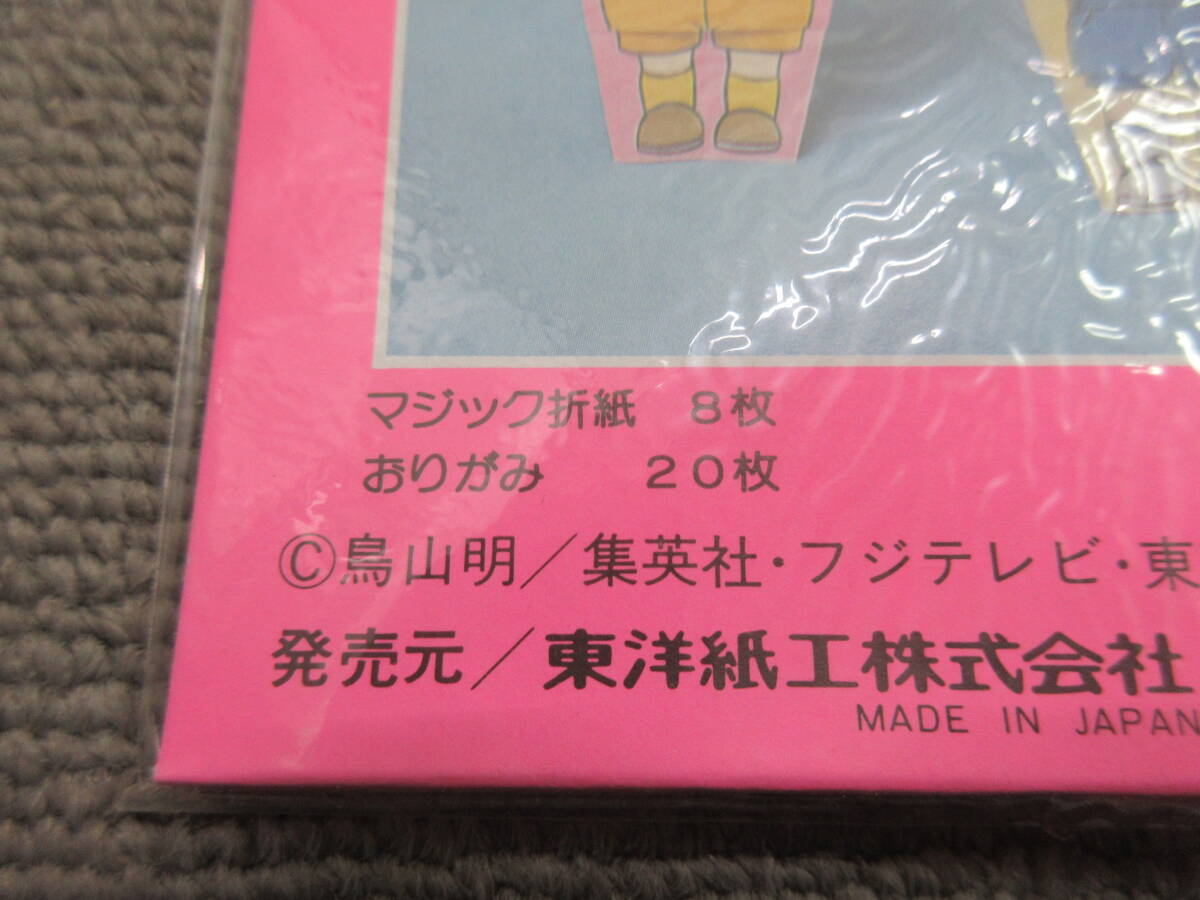 マジック折紙 8枚
おりがみ 20枚
©鳥山明／集英社・フジテレビ・東
発売元／東洋紙工株式会社
MADE IN JAPAN